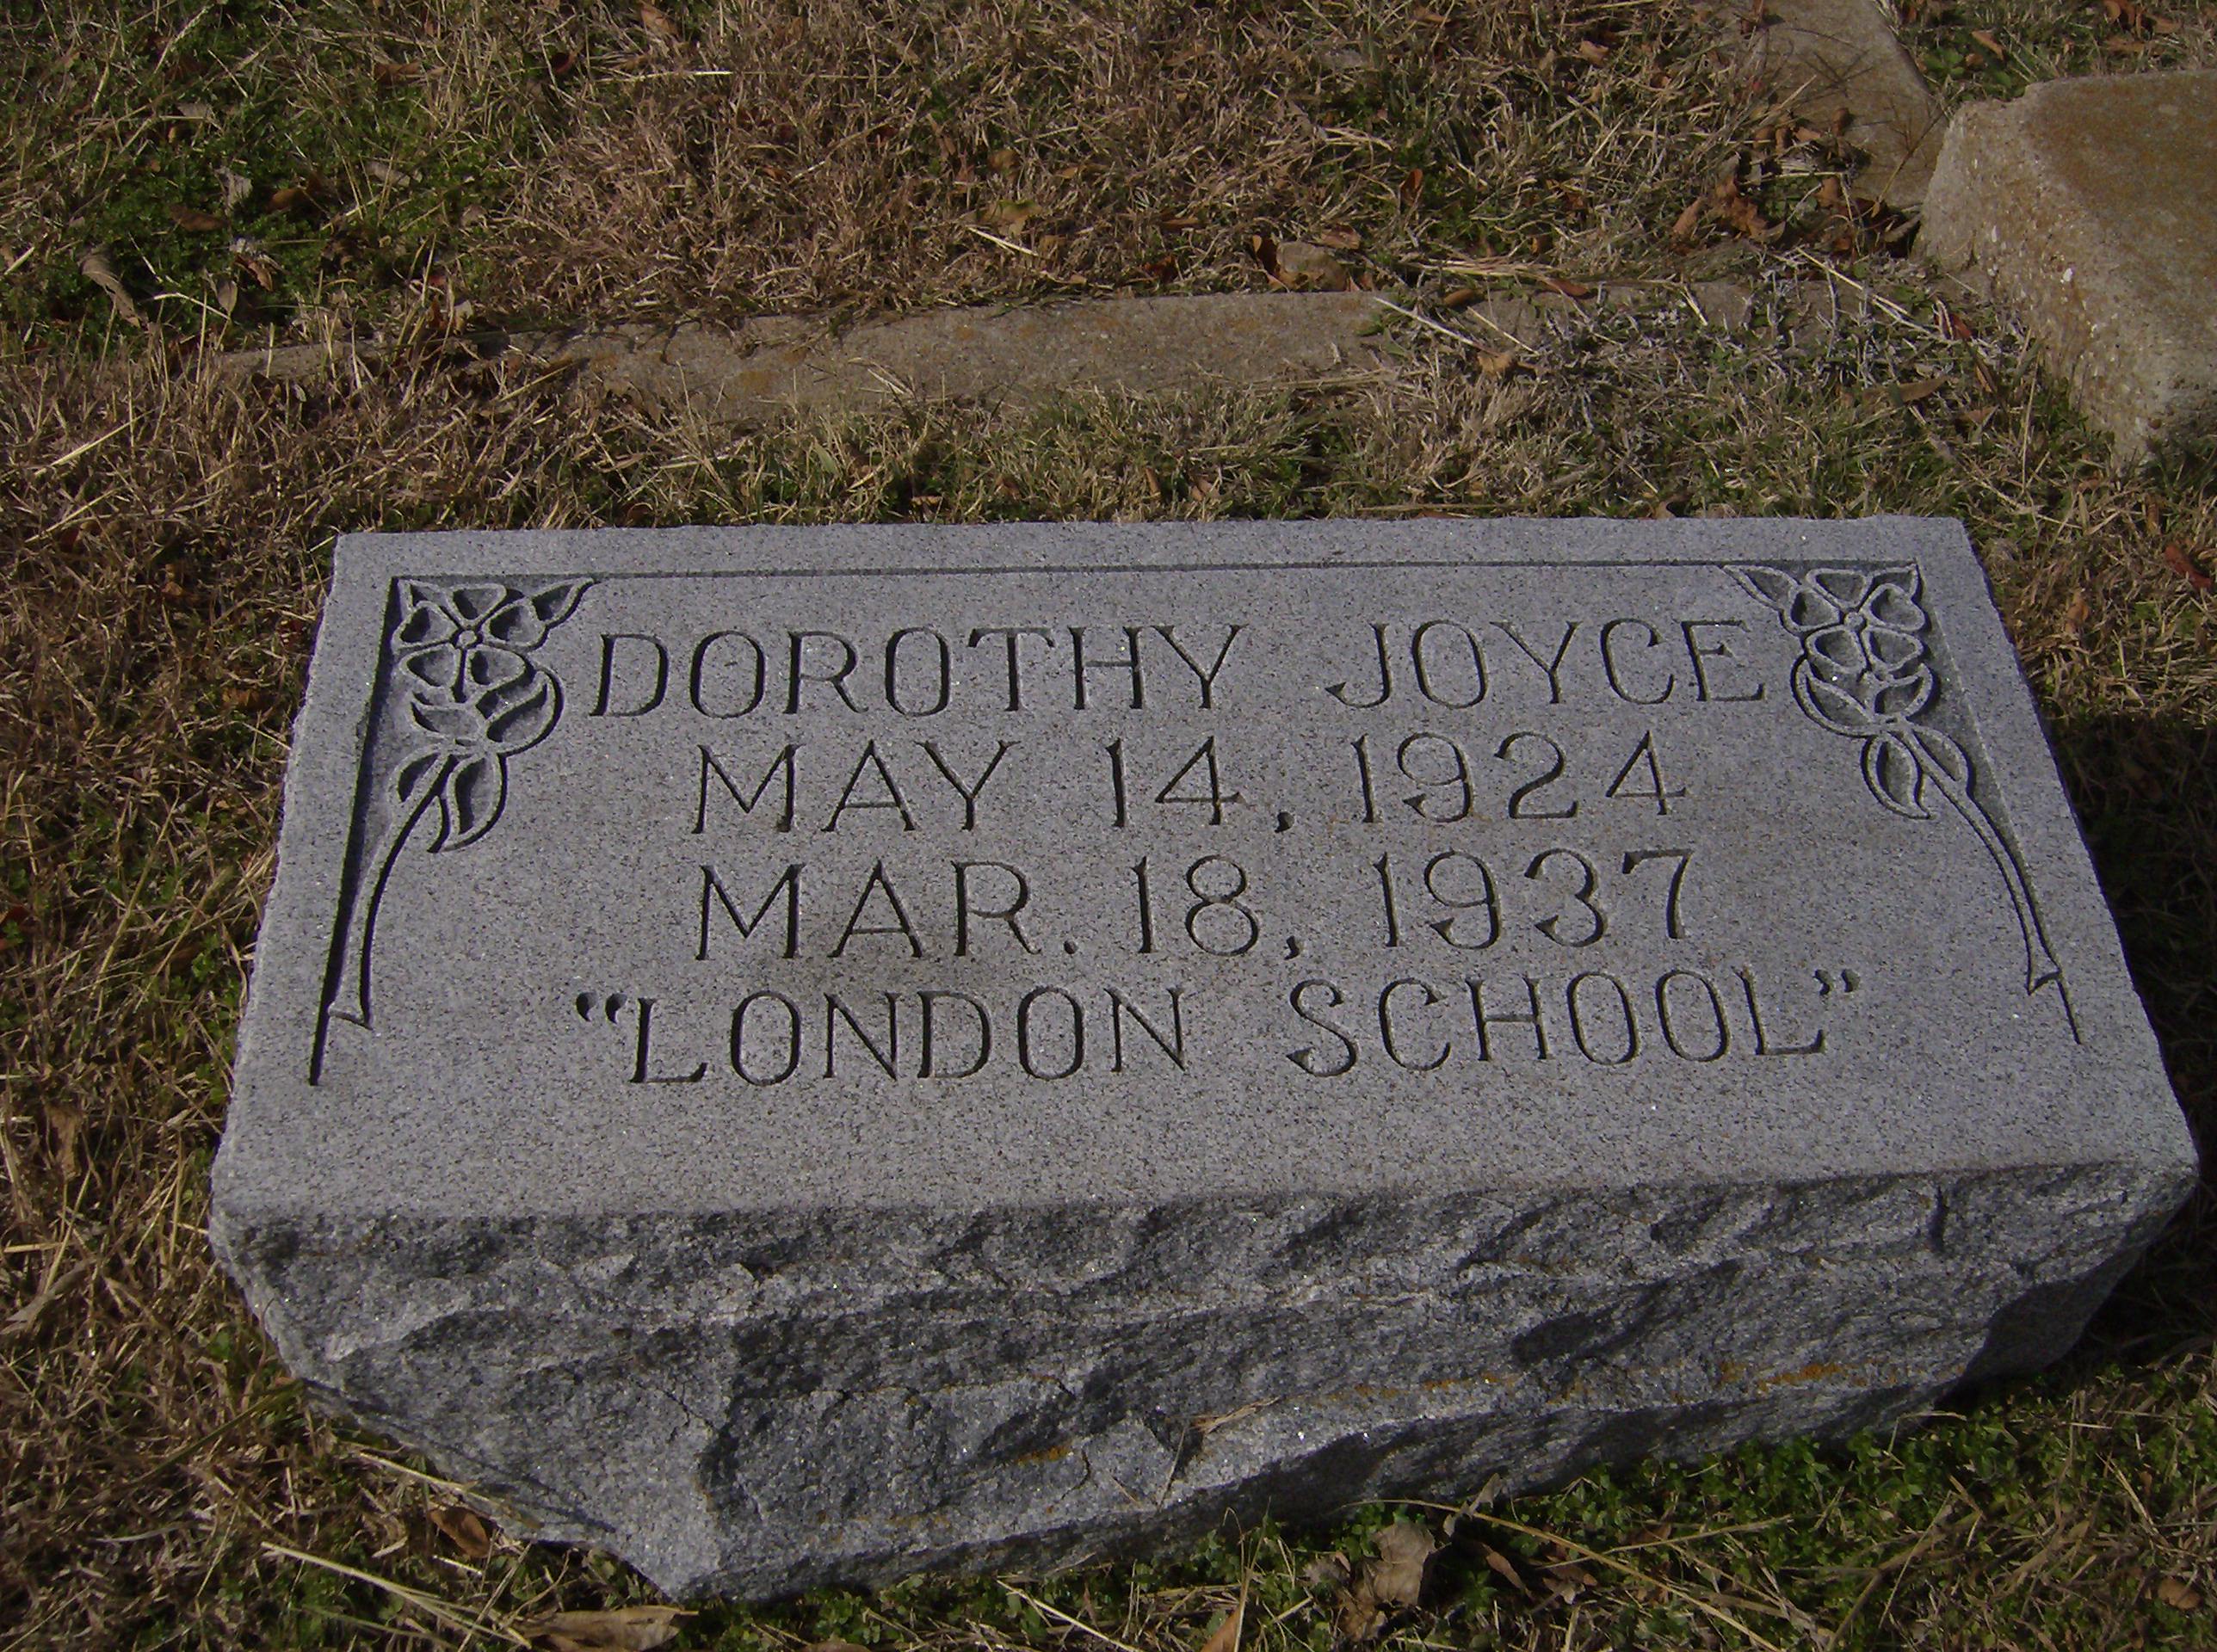 DOROTHY JOYCE
MAY 14, 1924
MAR. 18, 1937
“LONDON SCHOOL”